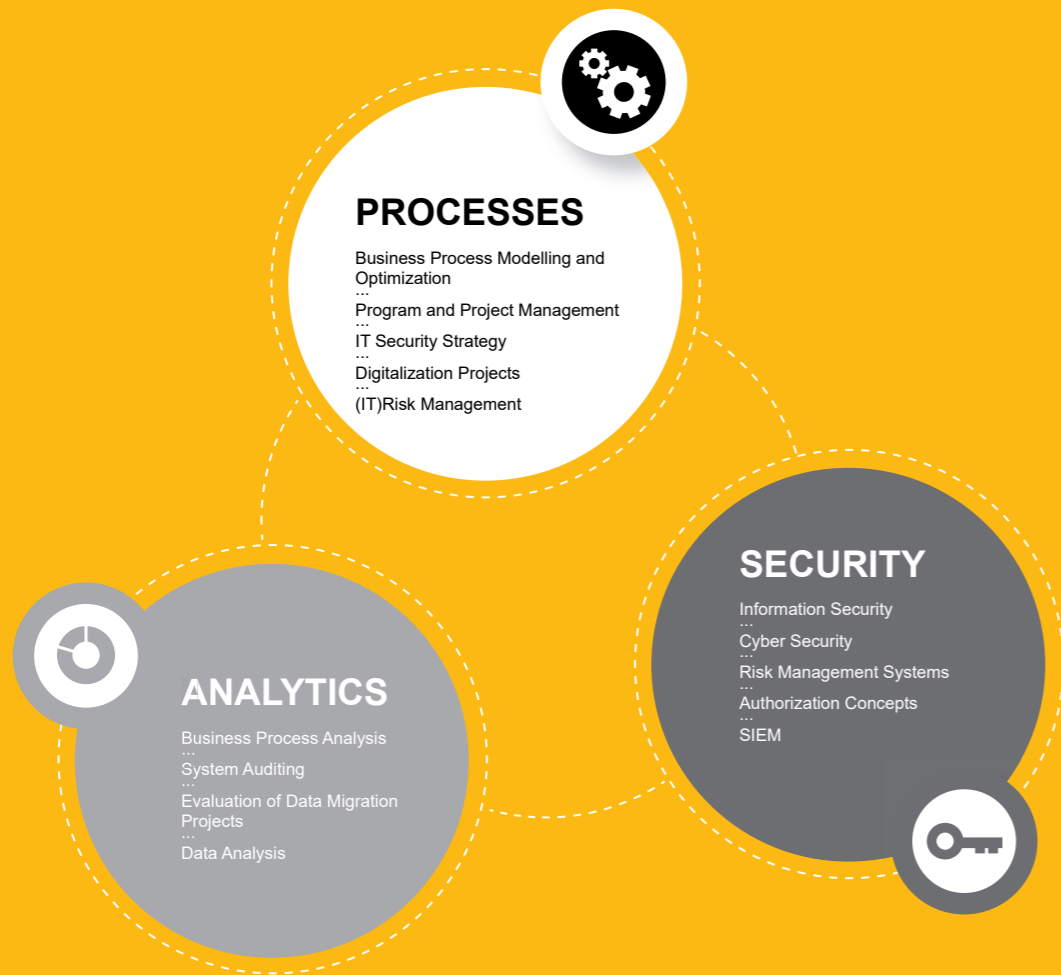 PROCESSES
Business Process Modelling and
Optimization
...
Program and Project Management
...
IT Security Strategy
...
Digitalization Projects
...
(IT)Risk Management
SECURITY
Information Security
...
Cyber Security
...
Risk Management Systems
...
Authorization Concepts
...
SIEM
ANALYTICS
Business Process Analysis
...
System Auditing
...
Evaluation of Data Migration
Projects
...
Data Analysis